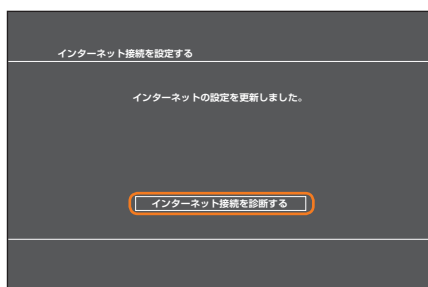 インターネット接続を設定する
インターネットの設定を更新しました。
インターネット接続を診断する